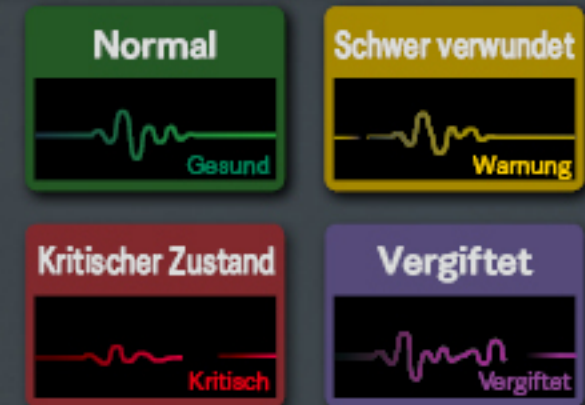 Normal
Gesund
Schwer verwundet
Warnung
Kritischer Zustand
Kritisch
Vergiftet
Vergiftet